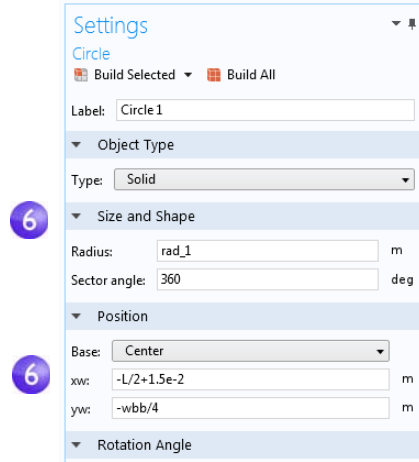 Settings
Circle
Build Selected Build All
Label: Circle 1
Object Type
Type: Solid
6 Size and Shape
Radius: rad_1 m
Sector angle: 360 deg
Position
Base: Center
6 xw: -L/2+1.5e-2 m
yw: -wbb/4 m
Rotation Angle